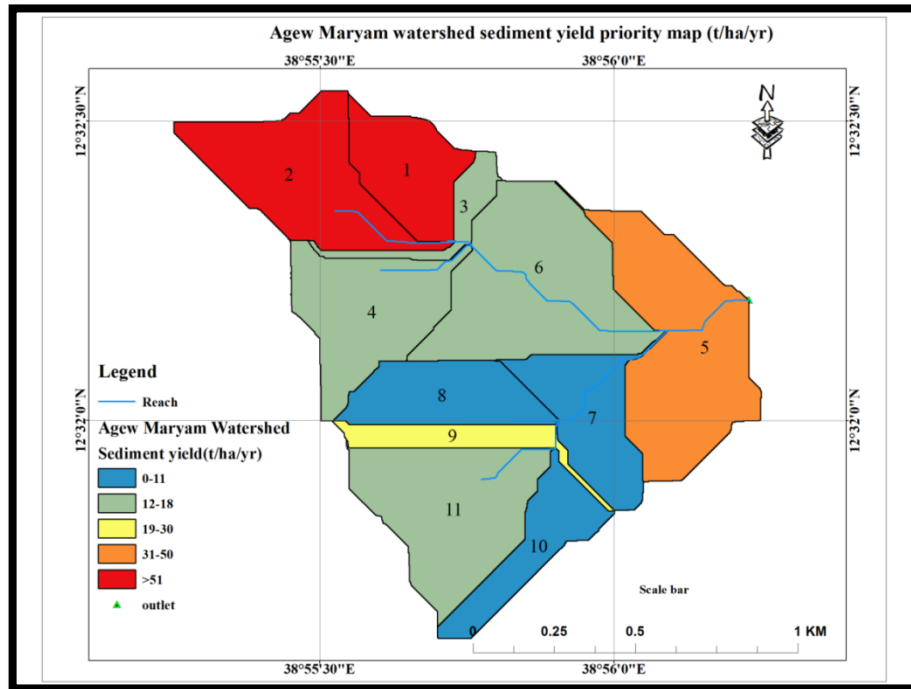 Agew Maryam watershed sediment yield priority map (t/ha/yr)
38°55'30"E
38°56'0"E
12°32'30"N
12°32'30"N
N
2
1
3
6
4
5
8
7
9
11
10
12°32'0"N
12°32'0"N
Legend
Reach
Agew Maryam Watershed
Sediment yield(t/ha/yr)
0-11
12-18
19-30
31-50
>51
outlet
Scale bar
0
0.25
0.5
1 KM
38°55'30"E
38°56'0"E